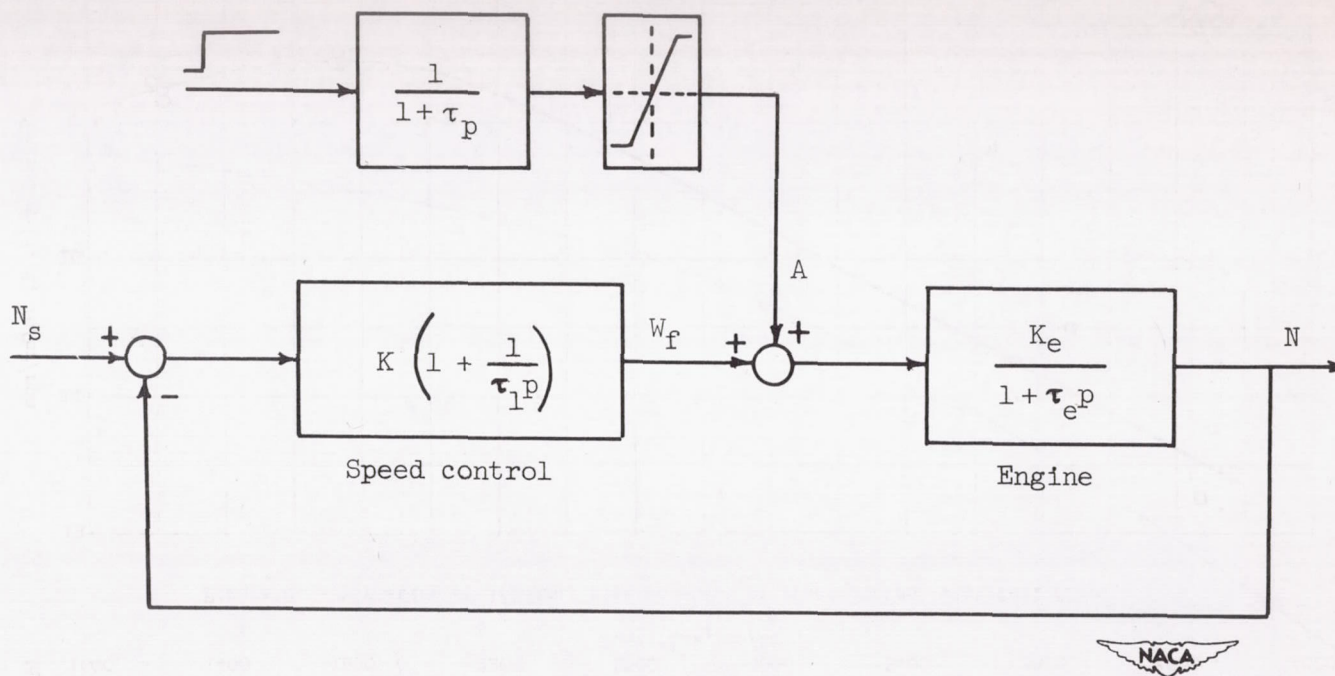 1
1 + τp
A
Ns
+
-
K (1 + 1/τ1p)
Wf
+
+
Ke
1 + τep
N
Speed control
Engine
NACA